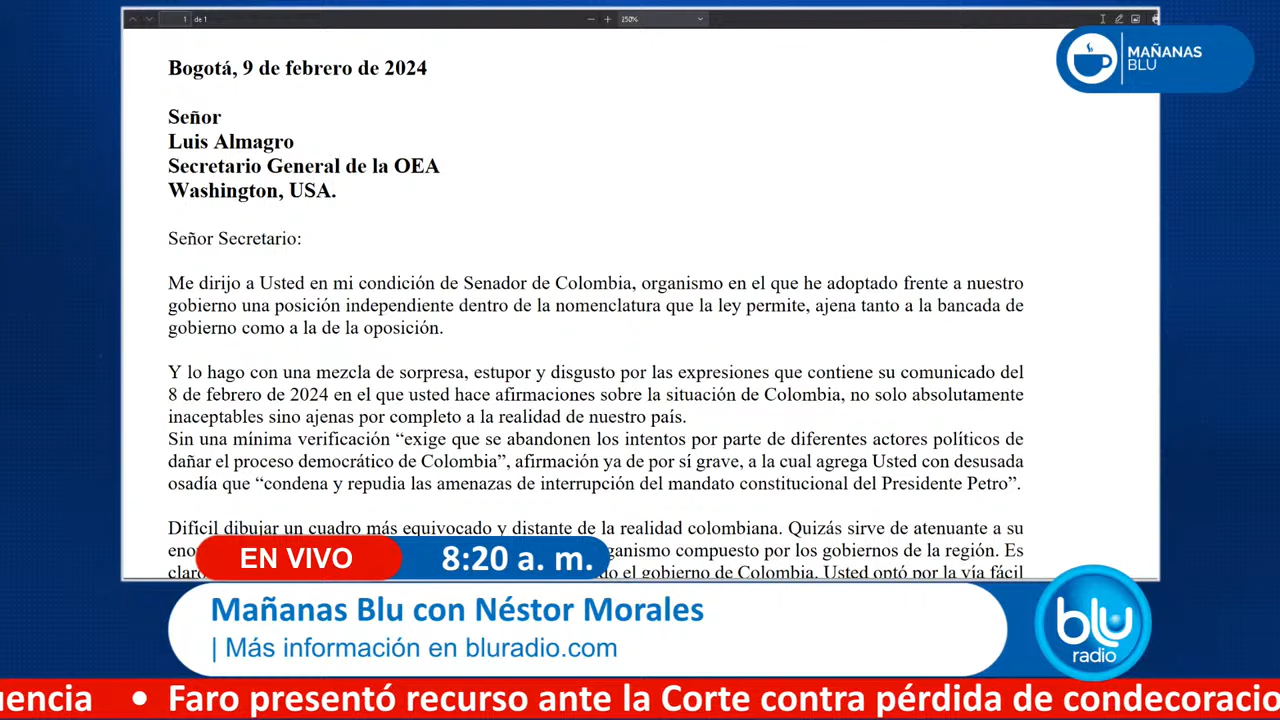 1 de 1
250%
MAÑANAS
BLU
Bogotá, 9 de febrero de 2024
Señor
Luis Almagro
Secretario General de la OEA
Washington, USA.
Señor Secretario:
Me dirijo a Usted en mi condición de Senador de Colombia, organismo en el que he adoptado frente a nuestro
gobierno una posición independiente dentro de la nomenclatura que la ley permite, ajena tanto a la bancada de
gobierno como a la de la oposición.
Y lo hago con una mezcla de sorpresa, estupor y disgusto por las expresiones que contiene su comunicado del
8 de febrero de 2024 en el que usted hace afirmaciones sobre la situación de Colombia, no solo absolutamente
inaceptables sino ajenas por completo a la realidad de nuestro país.
Sin una mínima verificación “exige que se abandonen los intentos por parte de diferentes actores políticos de
dañar el proceso democrático de Colombia”, afirmación ya de por sí grave, a la cual agrega Usted con desusada
osadía que “condena y repudia las amenazas de interrupción del mandato constitucional del Presidente Petro”.
Difícil dibujar un cuadro más equivocado y distante de la realidad colombiana. Quizás sirve de atenuante a su
compuesto por los gobiernos de la región. Es
el gobierno de Colombia. Usted optó por la vía fácil
EN VIVO
8:20 a. m.
Mañanas Blu con Néstor Morales
| Más información en bluradio.com
blu
radio
uencia • Faro presentó recurso ante la Corte contra pérdida de condecoracio